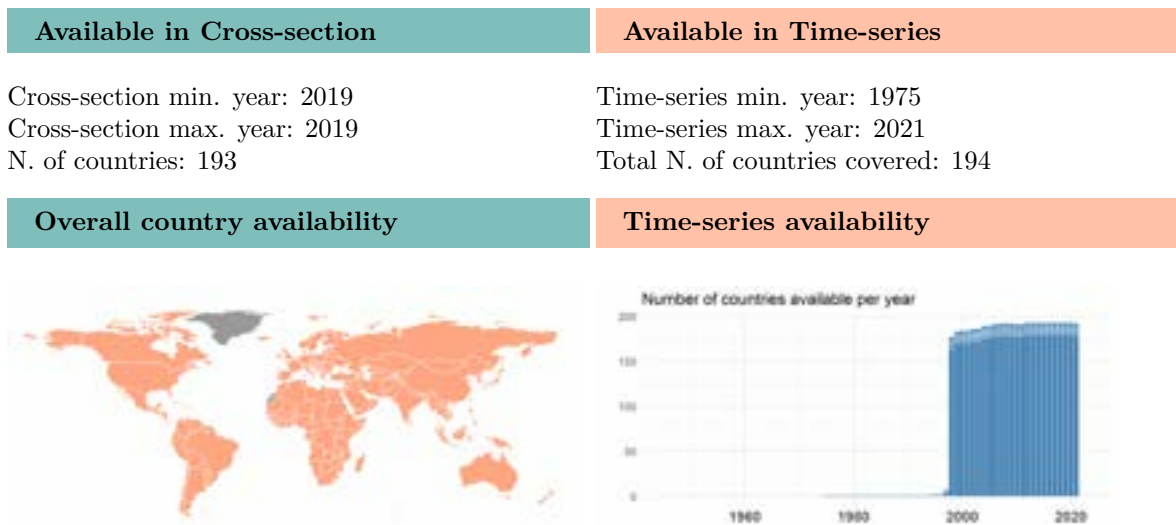 Available in Cross-section
Available in Time-series
Cross-section min. year: 2019
Cross-section max. year: 2019
N. of countries: 193
Time-series min. year: 1975
Time-series max. year: 2021
Total N. of countries covered: 194
Overall country availability
Time-series availability
Number of countries available per year
200
150
100
50
0
1960
1980
2000
2020